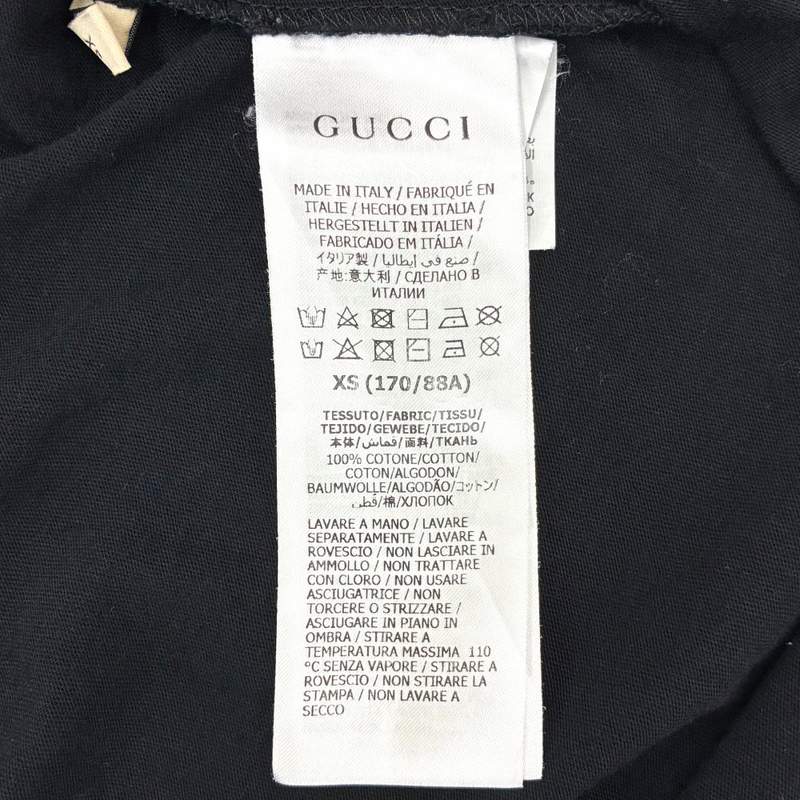 XS
GUCCI
MADE IN ITALY / FABRIQUÉ EN
ITALIE / HECHO EN ITALIA /
HERGESTELLT IN ITALIEN /
FABRICADO EM ITÁLIA /
イタリア製 / صنع في إيطاليا /
产地:意大利 / СДЕЛАНО В
ИТАЛИИ
XS (170/88A)
TESSUTO/FABRIC/TISSU/
TEJIDO/GEWEBE/TECIDO/
本体/قماش/面料/ТКАНЬ
100% COTONE/COTTON/
COTON/ALGODON/
BAUMWOLLE/ALGODÃO/コットン/
قطن/棉/ХЛОПОК
LAVARE A MANO / LAVARE
SEPARATAMENTE / LAVARE A
ROVESCIO / NON LASCIARE IN
AMMOLLO / NON TRATTARE
CON CLORO / NON USARE
ASCIUGATRICE / NON
TORCERE O STRIZZARE /
ASCIUGARE IN PIANO IN
OMBRA / STIRARE A
TEMPERATURA MASSIMA 110
°C SENZA VAPORE / STIRARE A
ROVESCIO / NON STIRARE LA
STAMPA / NON LAVARE A
SECCO